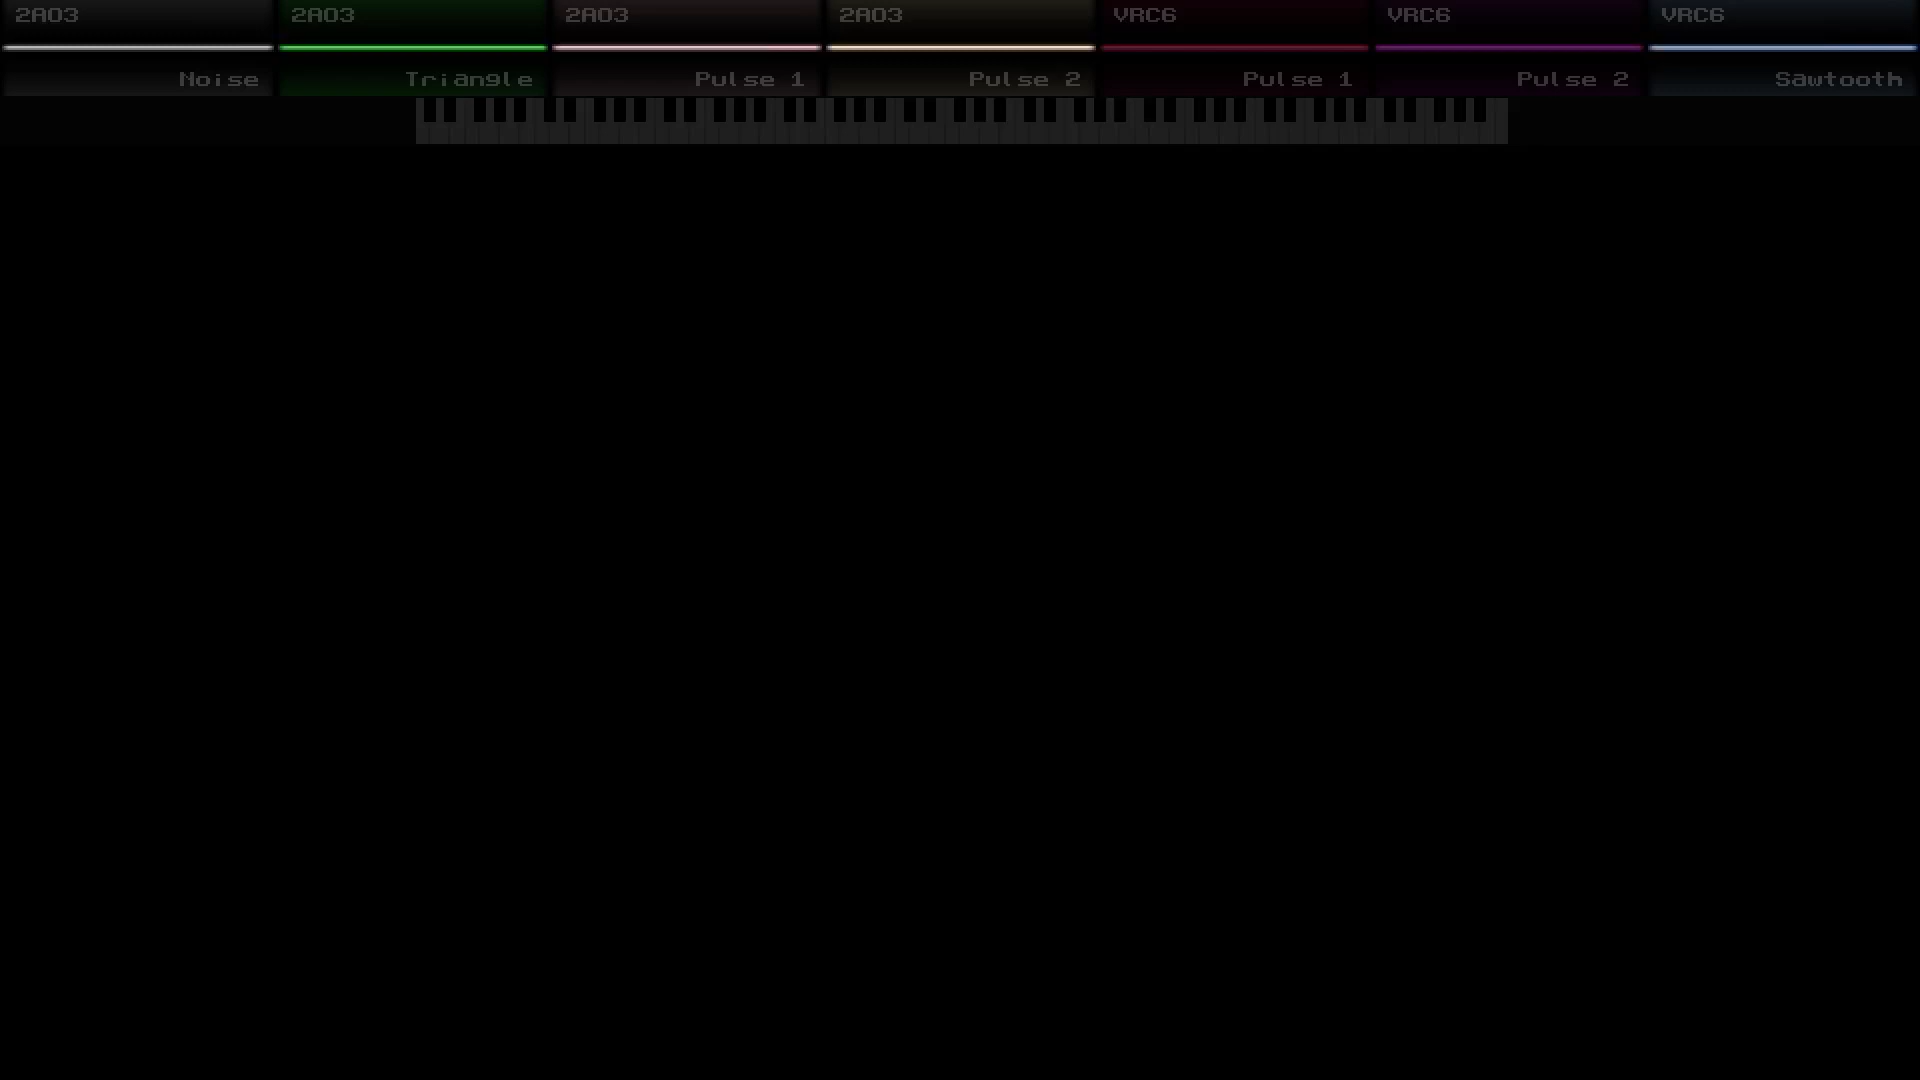 2A03 2A03 2A03 2A03 VRC6 VRC6 VRC6
Noise Triangle Pulse 1 Pulse 2 Pulse 1 Pulse 2 Sawtooth